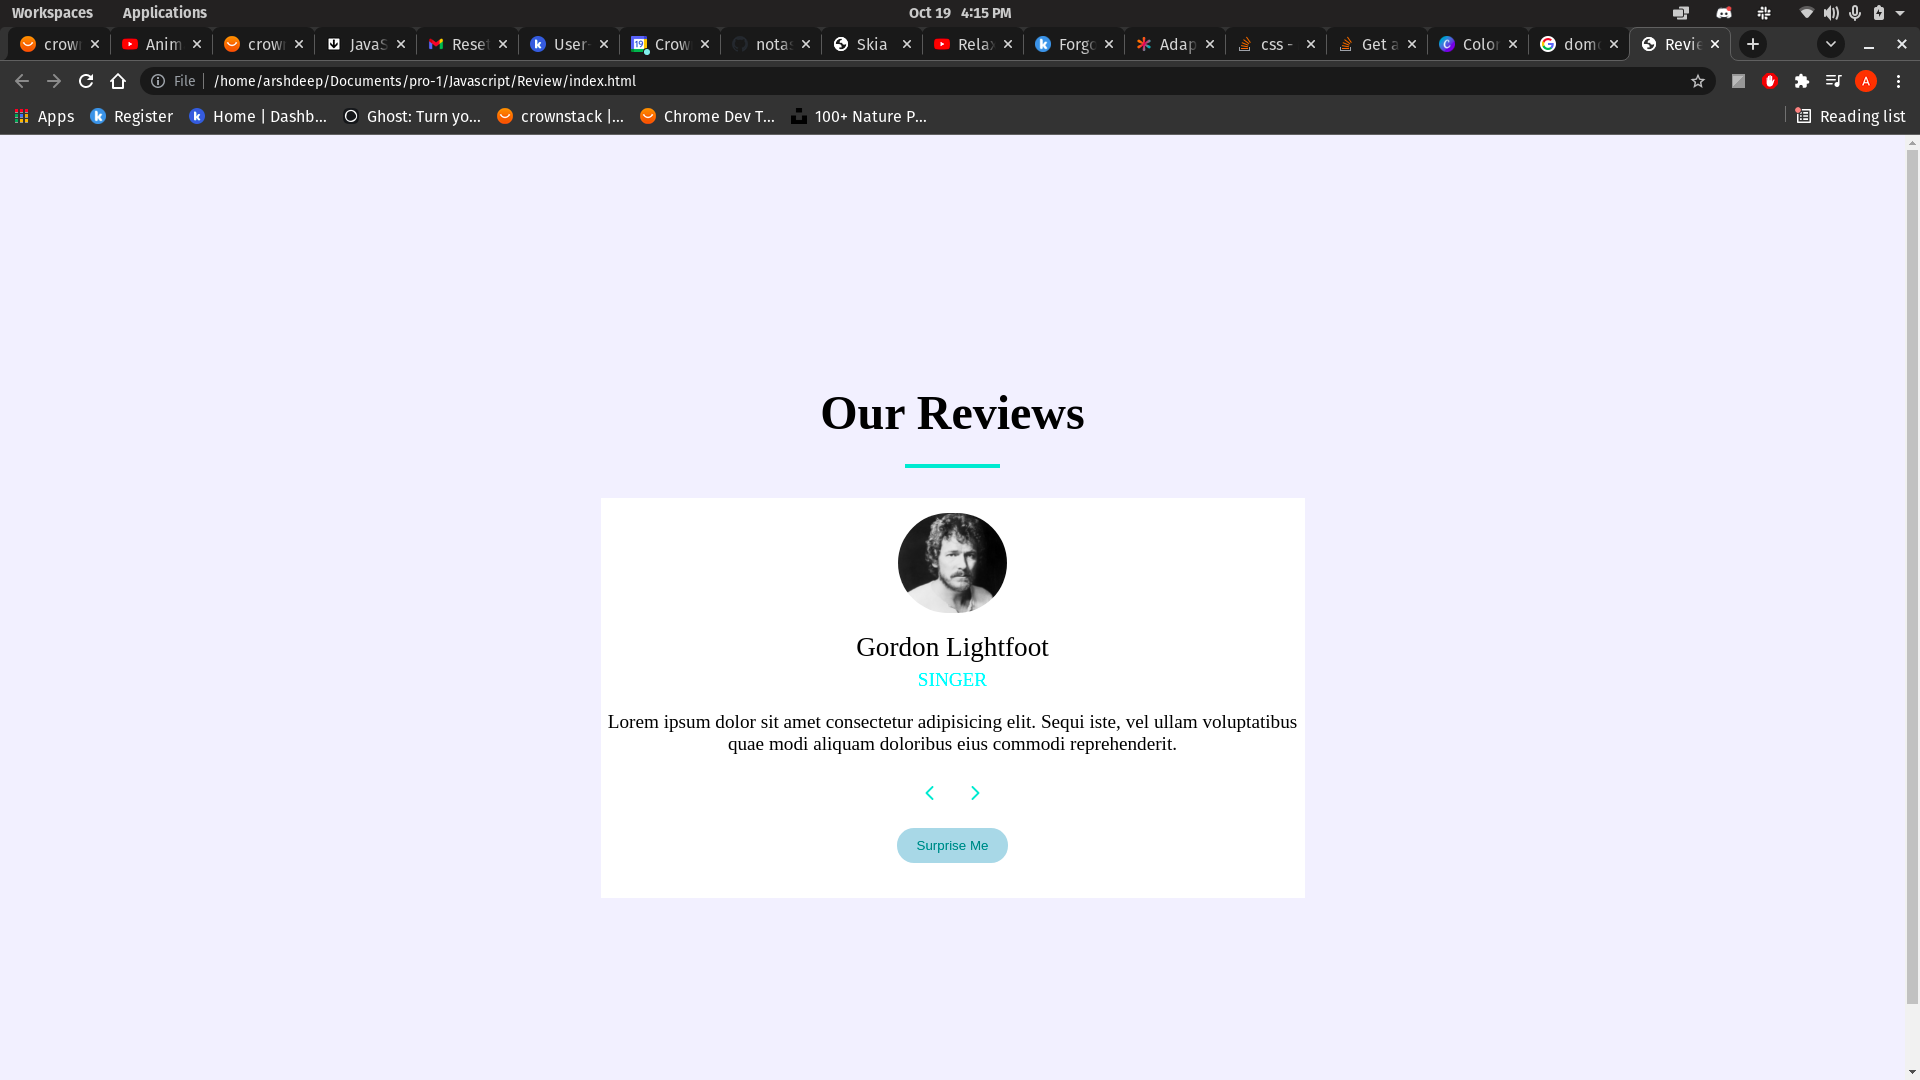 Workspaces Applications Oct 19 4:15 PM
crow Anim crow JavaS Reset User- Crow notas Skia Rela Forgo Adap css - Get a Color dom Revie
File /home/arshdeep/Documents/pro-1/Javascript/Review/index.html A
Apps Register Home | Dashb... Ghost: Turn yo... crownstack |... Chrome Dev T... 100+ Nature P... Reading list
Our Reviews
Gordon Lightfoot
SINGER
Lorem ipsum dolor sit amet consectetur adipisicing elit. Sequi iste, vel ullam voluptatibus
quae modi aliquam doloribus eius commodi reprehenderit.
Surprise Me